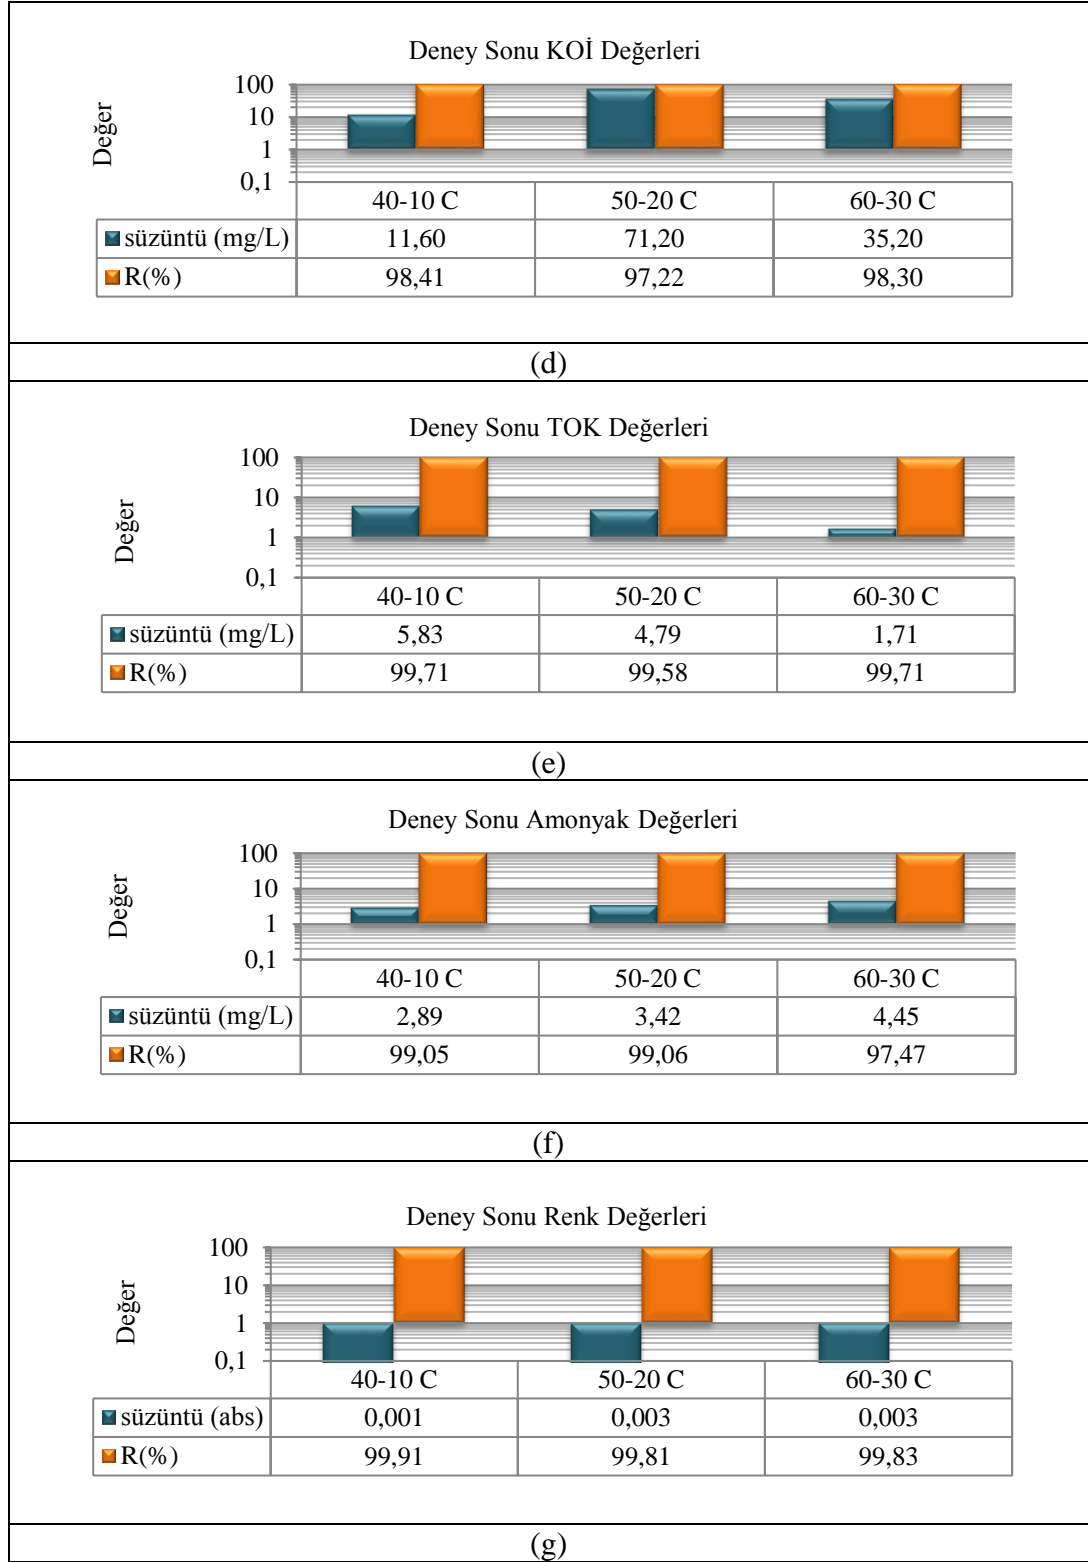 Deney Sonu KOİ Değerleri
Değer
100
10
1
0,1
40-10 C 50-20 C 60-30 C
süzüntü (mg/L) 11,60 71,20 35,20
R(%) 98,41 97,22 98,30
(d)
Deney Sonu TOK Değerleri
Değer
100
10
1
0,1
40-10 C 50-20 C 60-30 C
süzüntü (mg/L) 5,83 4,79 1,71
R(%) 99,71 99,58 99,71
(e)
Deney Sonu Amonyak Değerleri
Değer
100
10
1
0,1
40-10 C 50-20 C 60-30 C
süzüntü (mg/L) 2,89 3,42 4,45
R(%) 99,05 99,06 97,47
(f)
Deney Sonu Renk Değerleri
Değer
100
10
1
0,1
40-10 C 50-20 C 60-30 C
süzüntü (abs) 0,001 0,003 0,003
R(%) 99,91 99,81 99,83
(g)